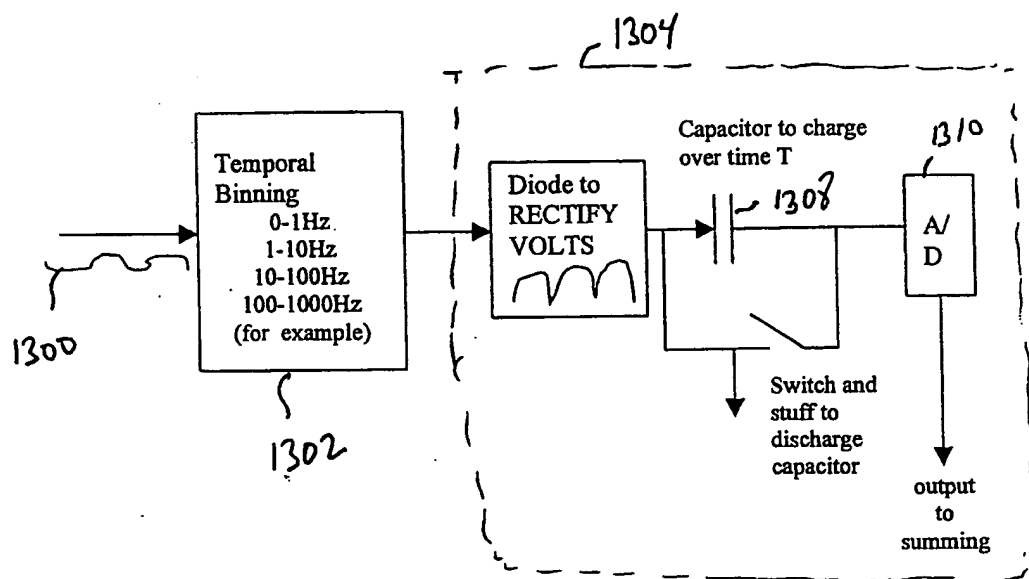 1304
Capacitor to charge
over time T
1310
Temporal
Binning
0-1Hz
1-10Hz
10-100Hz
100-1000Hz
(for example)
Diode to
RECTIFY
VOLTS
1308
A/
D
1300
1302
Switch and
stuff to
discharge
capacitor
output
to
summing